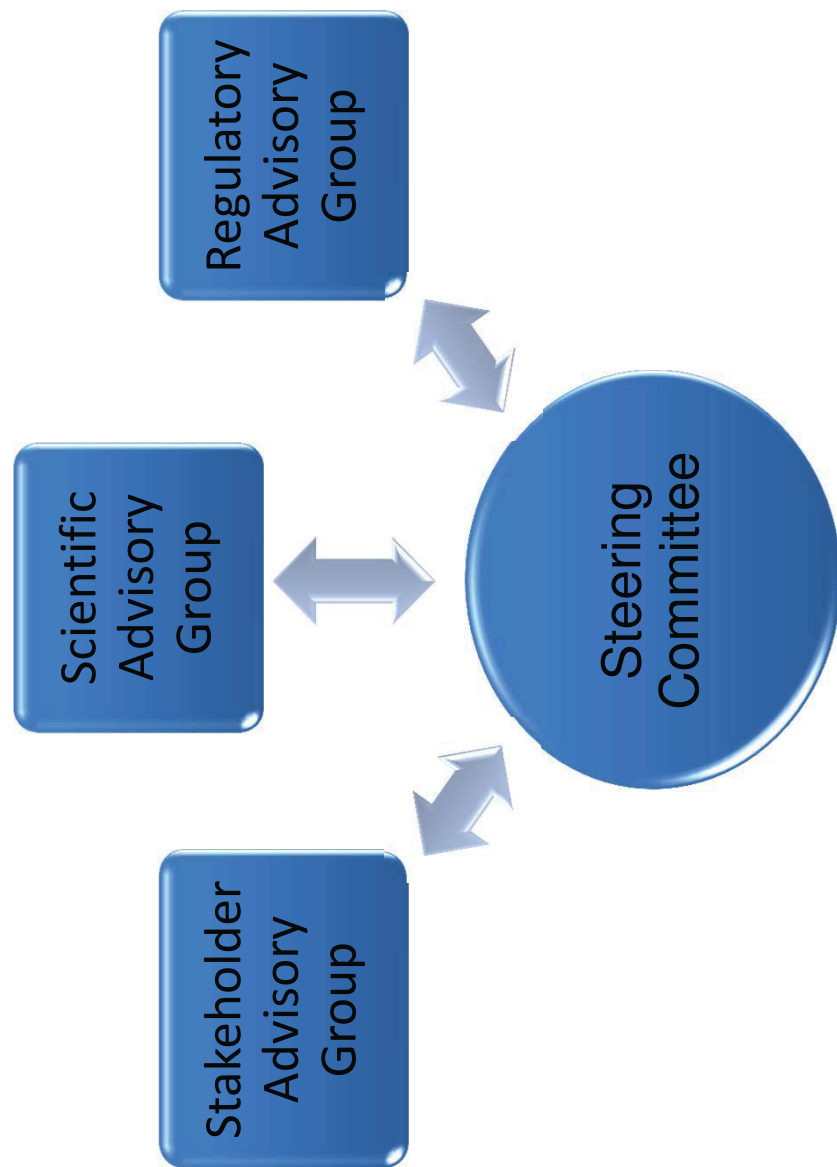 Stakeholder
Advisory
Group
Scientific
Advisory
Group
Regulatory
Advisory
Group
Steering
Committee